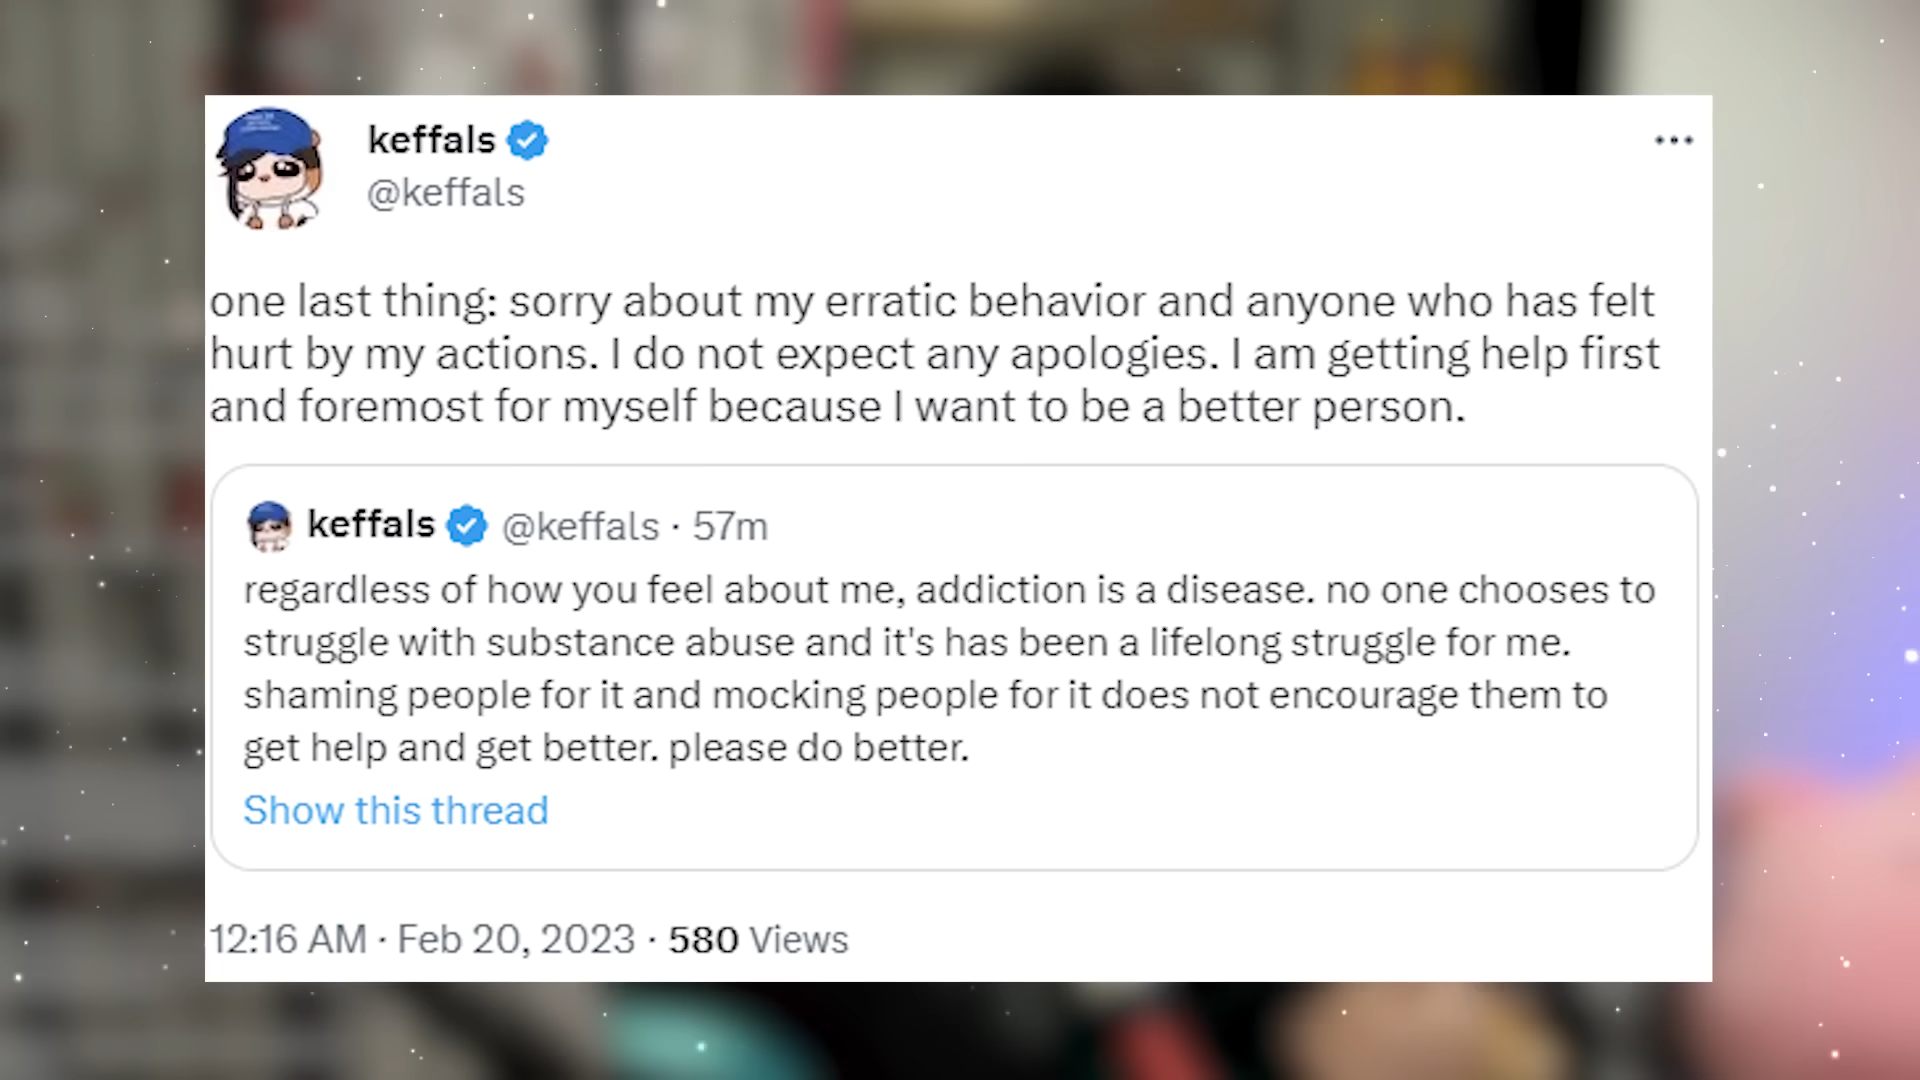 keffals
@keffals
one last thing: sorry about my erratic behavior and anyone who has felt
hurt by my actions. I do not expect any apologies. I am getting help first
and foremost for myself because I want to be a better person.
keffals @keffals · 57m
regardless of how you feel about me, addiction is a disease. no one chooses to
struggle with substance abuse and it's has been a lifelong struggle for me.
shaming people for it and mocking people for it does not encourage them to
get help and get better. please do better.
Show this thread
12:16 AM · Feb 20, 2023 · 580 Views